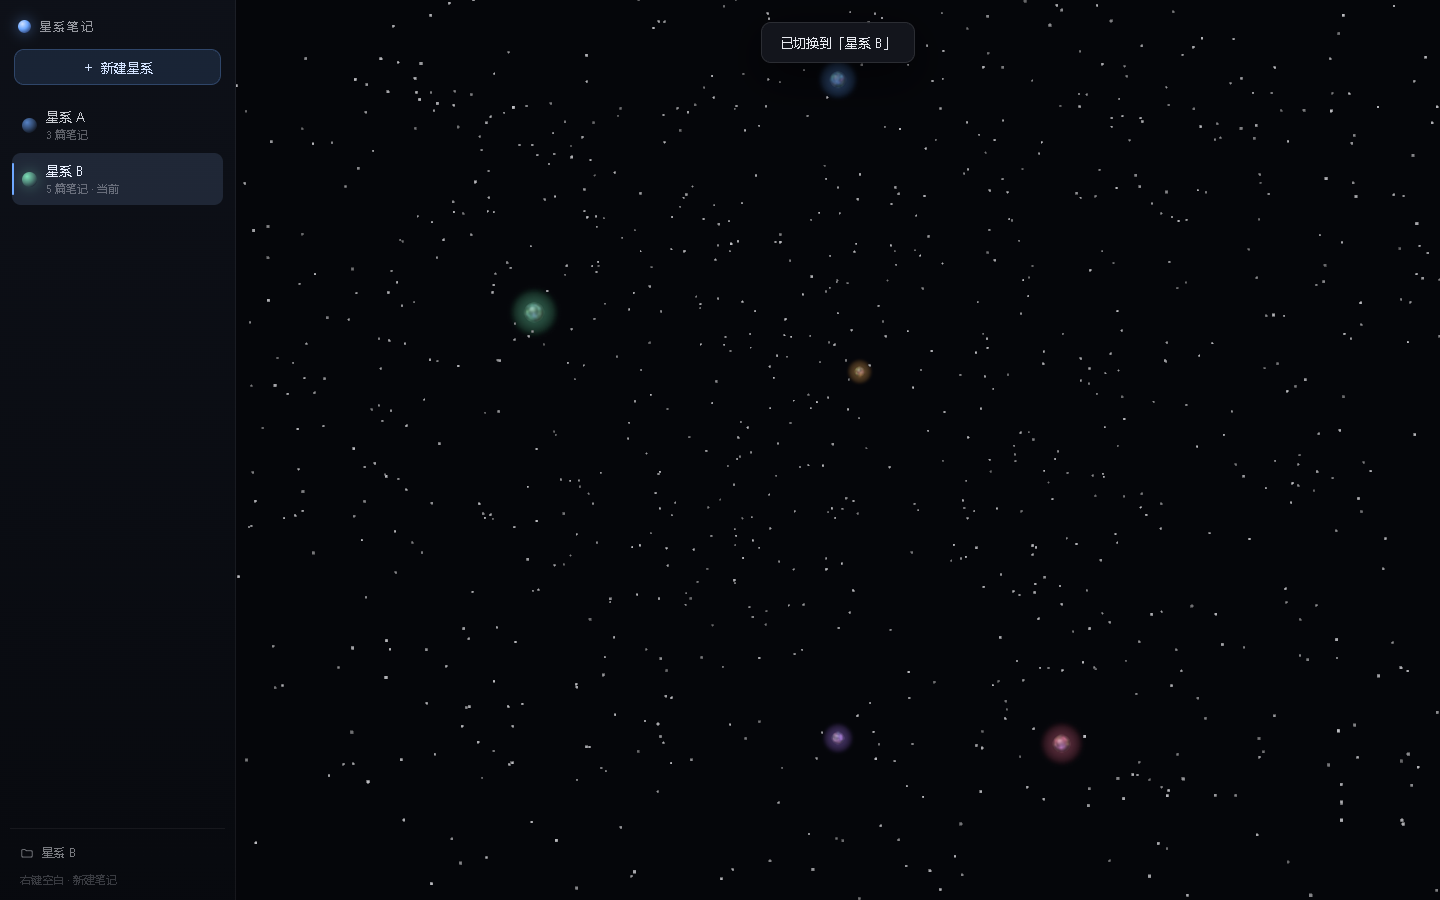 星系笔记
+ 新建星系
星系 A
3 篇笔记
星系 B
5 篇笔记 · 当前
已切换到「星系 B」
星系 B
右键空白 · 新建笔记